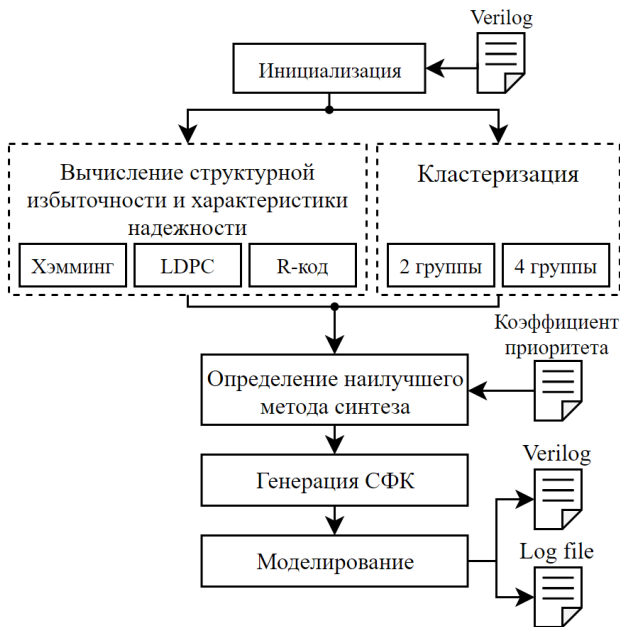 Verilog
Инициализация
Вычисление структурной
избыточности и характеристики
надежности
Хэмминг
LDPC
R-код
Кластеризация
2 группы
4 группы
Коэффициент
приоритета
Определение наилучшего
метода синтеза
Генерация СФК
Verilog
Моделирование
Log file